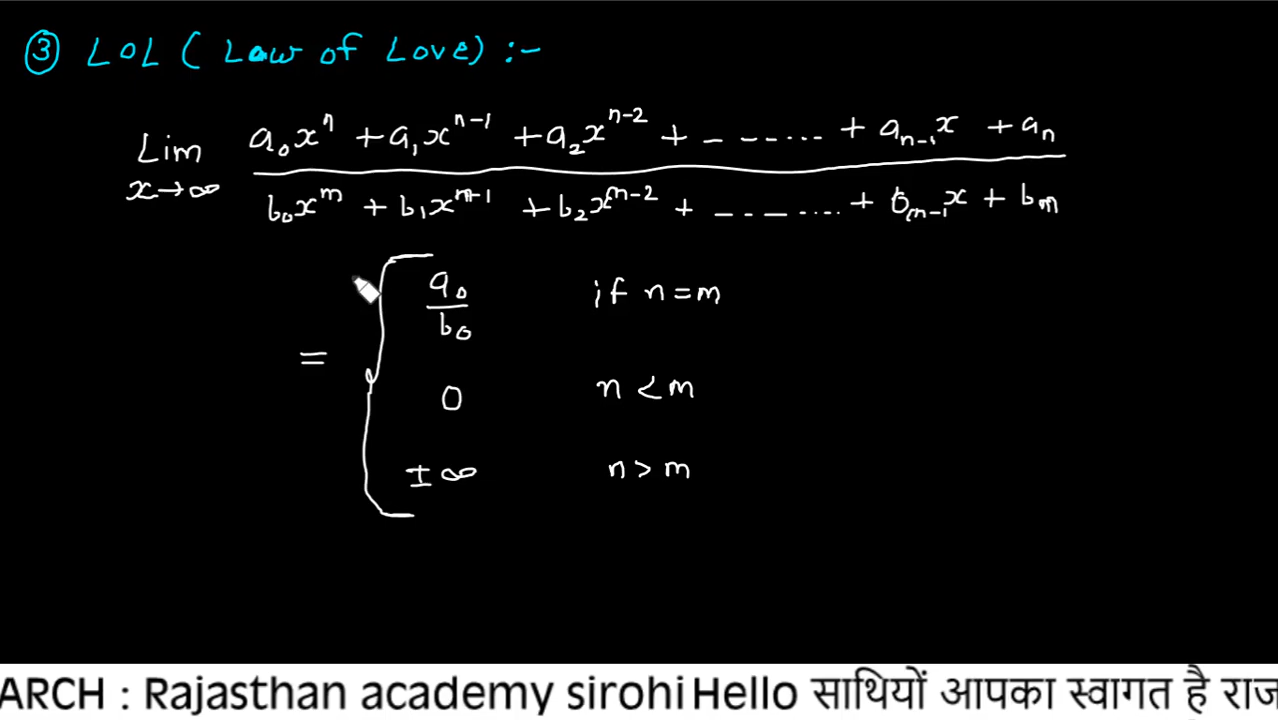 ③ LOL ( Law of Love) :-
Lim x→∞ (a₀xⁿ + a₁xⁿ⁻¹ + a₂xⁿ⁻² + - - - ..... + aₙ₋₁x + aₙ) / (b₀xᵐ + b₁xᵐ⁻¹ + b₂xᵐ⁻² + - - - - .... + bₘ₋₁x + bₘ)
= { a₀/b₀ if n = m
0 n < m
± ∞ n > m
ARCH : Rajasthan academy sirohi Hello साथियों आपका स्वागत है राज